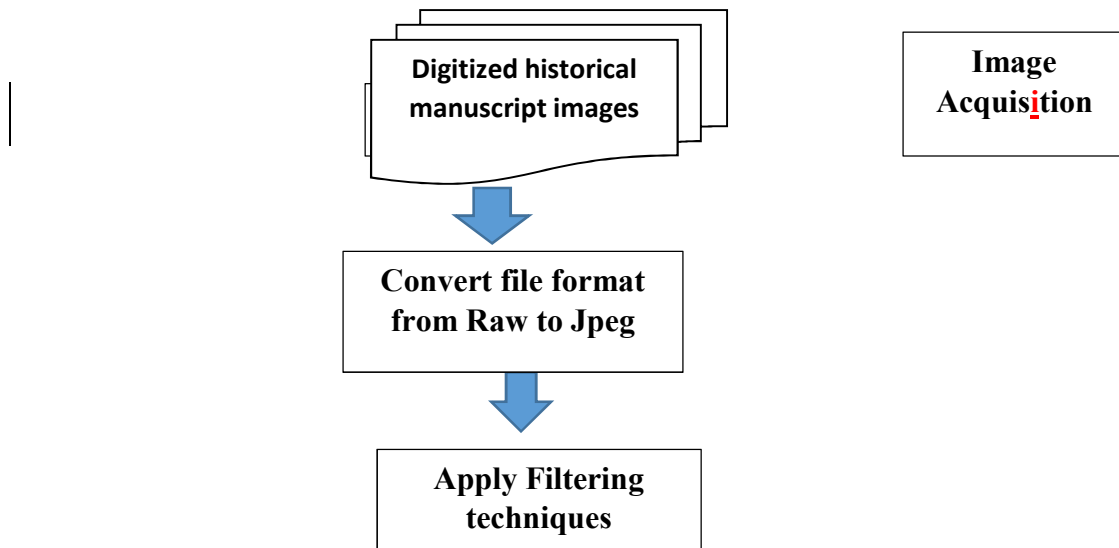 Digitized historical
manuscript images
Image
Acquisition
Convert file format
from Raw to Jpeg
Apply Filtering
techniques